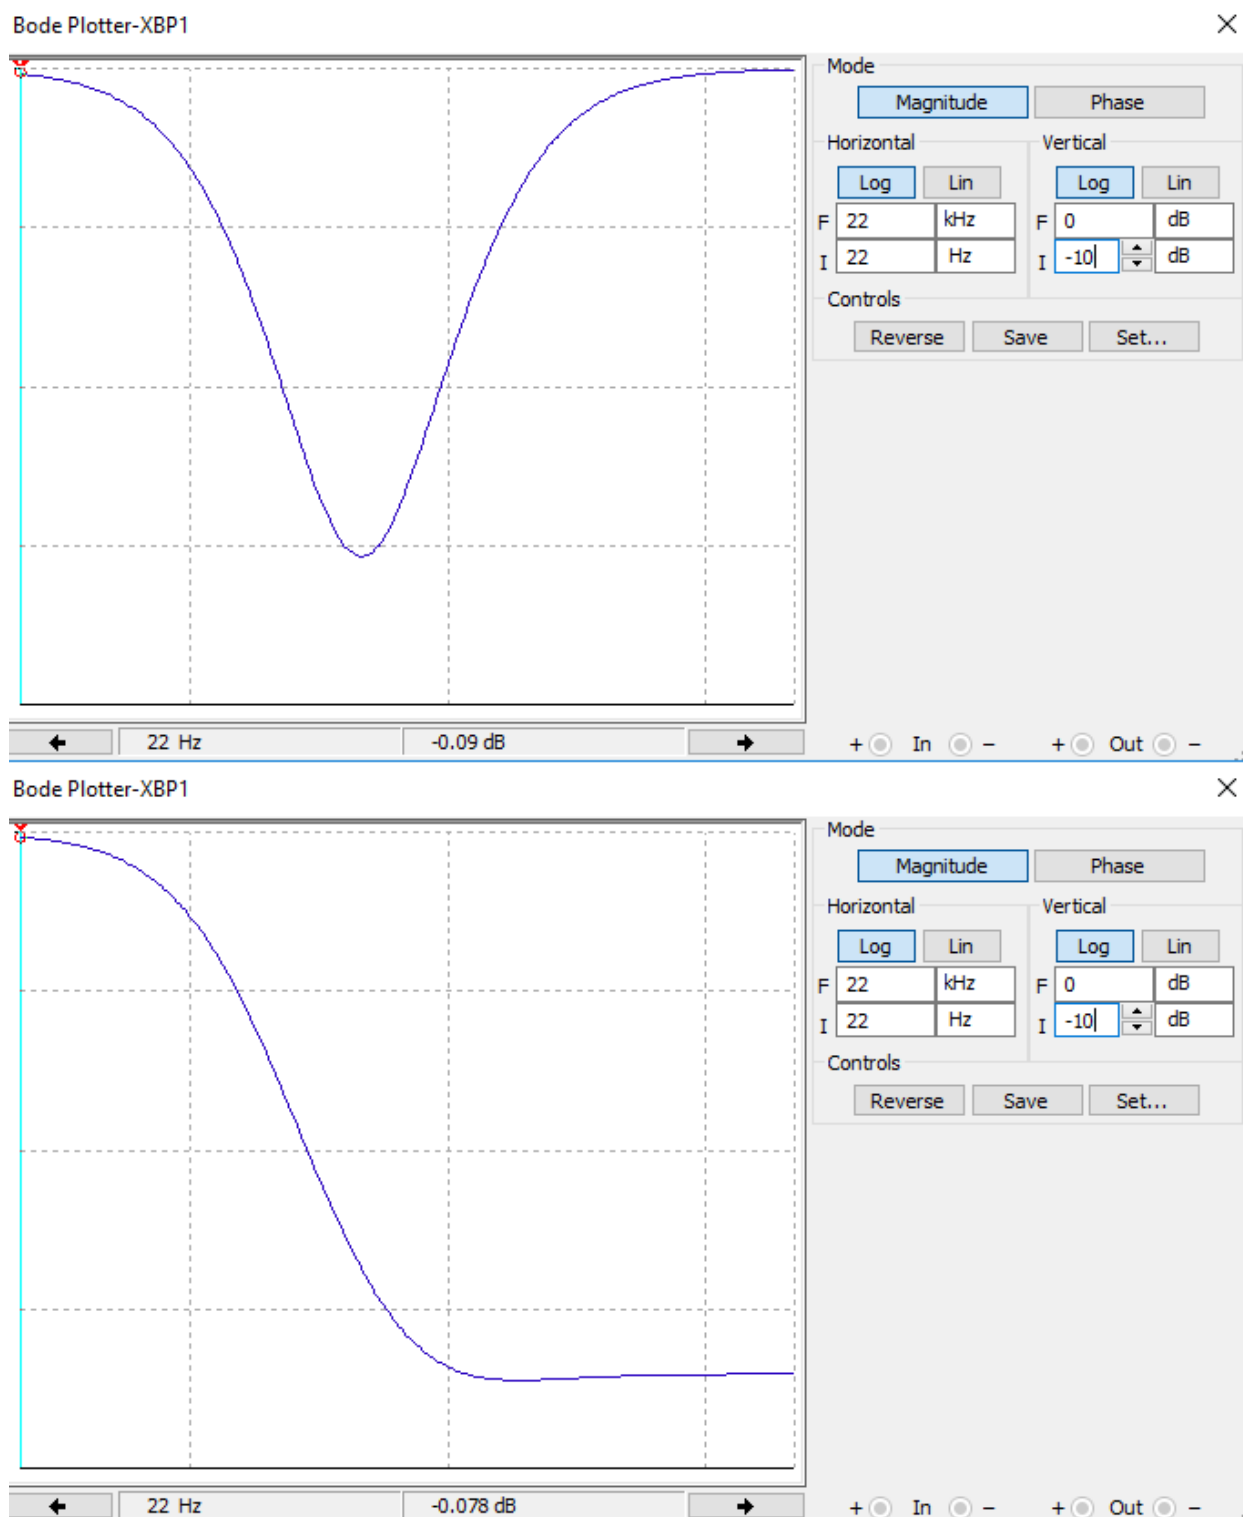 Bode Plotter-XBP1
Mode
Magnitude Phase
Horizontal Vertical
Log Lin Log Lin
F 22 kHz F 0 dB
I 22 Hz I -10 dB
Controls
Reverse Save Set...
22 Hz -0.09 dB + In - + Out -
Bode Plotter-XBP1
Mode
Magnitude Phase
Horizontal Vertical
Log Lin Log Lin
F 22 kHz F 0 dB
I 22 Hz I -10 dB
Controls
Reverse Save Set...
22 Hz -0.078 dB + In - + Out -